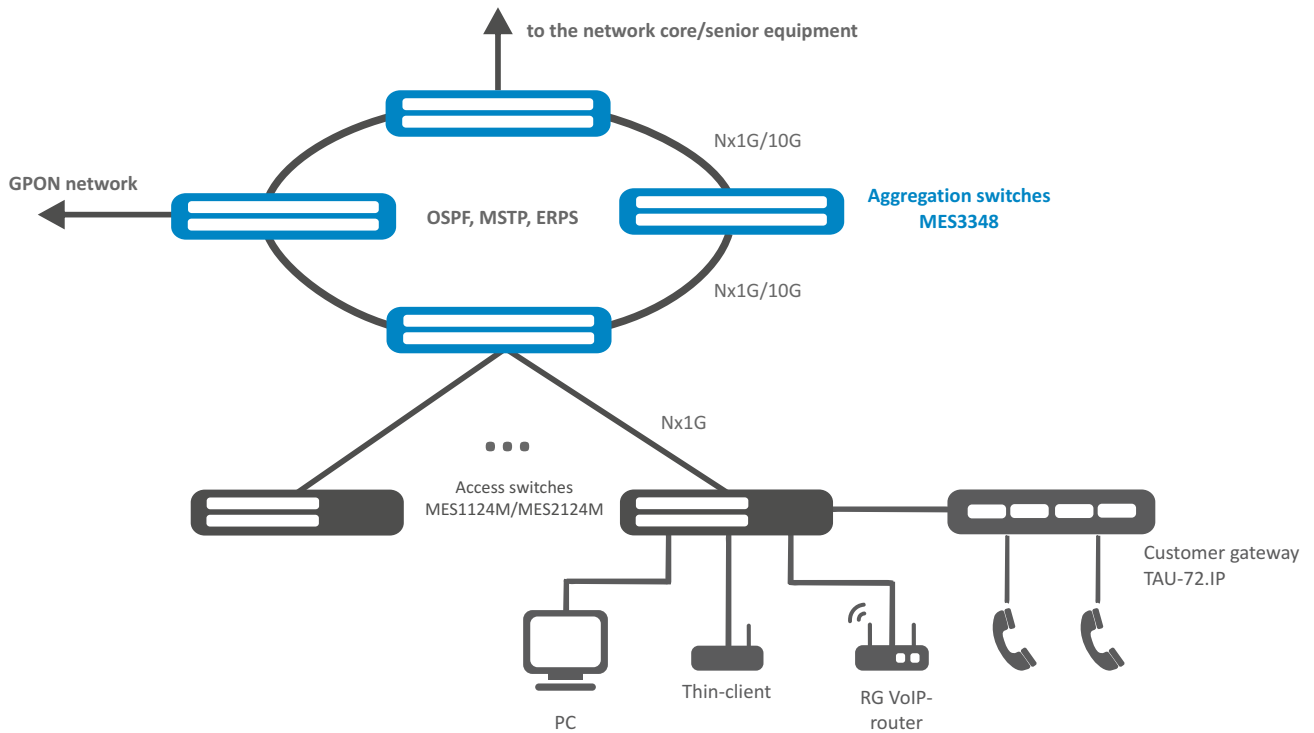 to the network core/senior equipment
Nx1G/10G
GPON network
OSPF, MSTP, ERPS
Aggregation switches
MES3348
Nx1G/10G
Nx1G
Access switches
MES1124M/MES2124M
Customer gateway
TAU-72.IP
Thin-client
RG VoIP-
router
PC